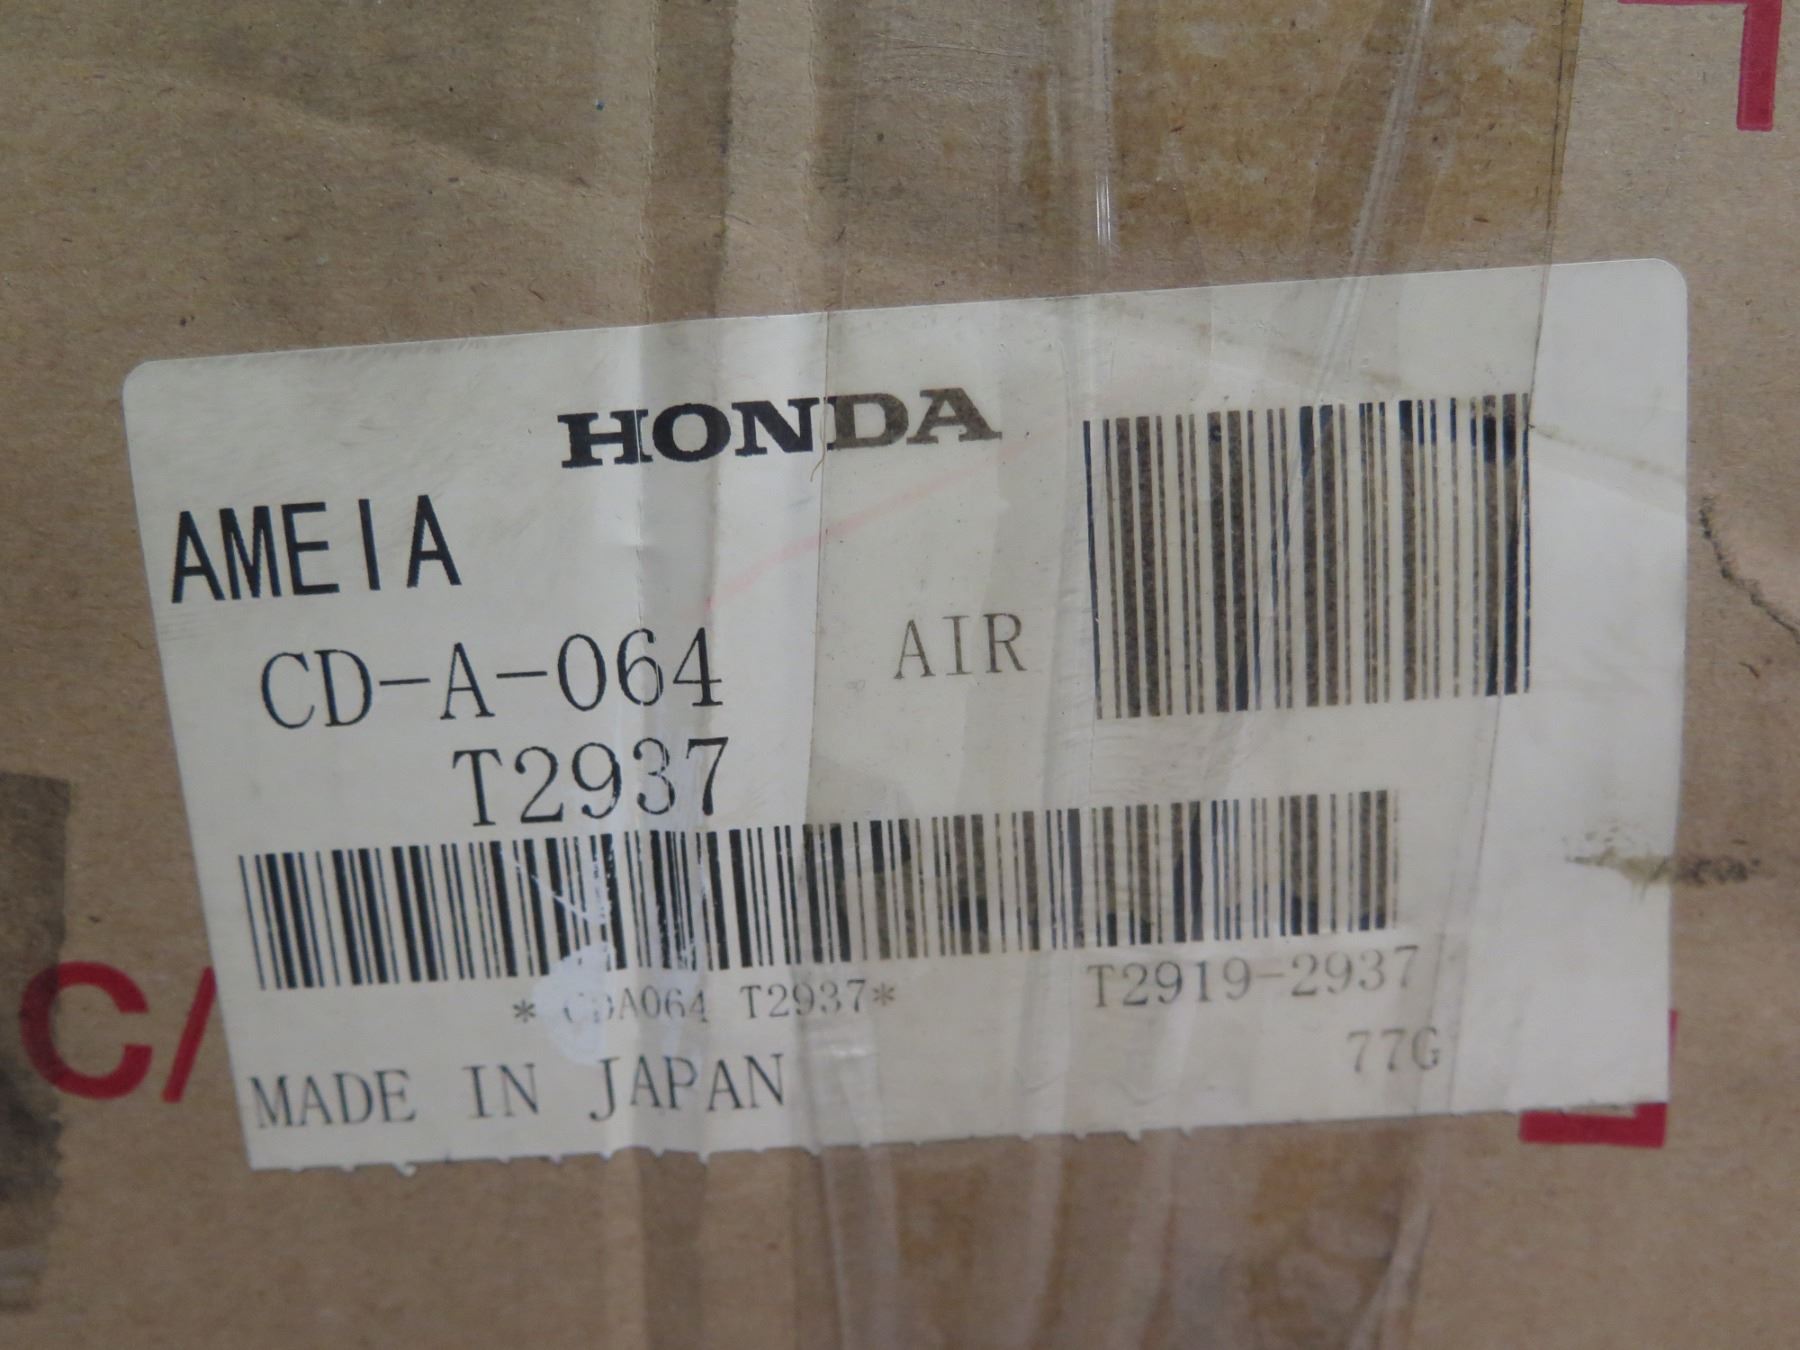 HONDA
AMEIA
CD-A-064 AIR
T2937
* CDA064 T2937*
T2919-2937
77G
MADE IN JAPAN
C/